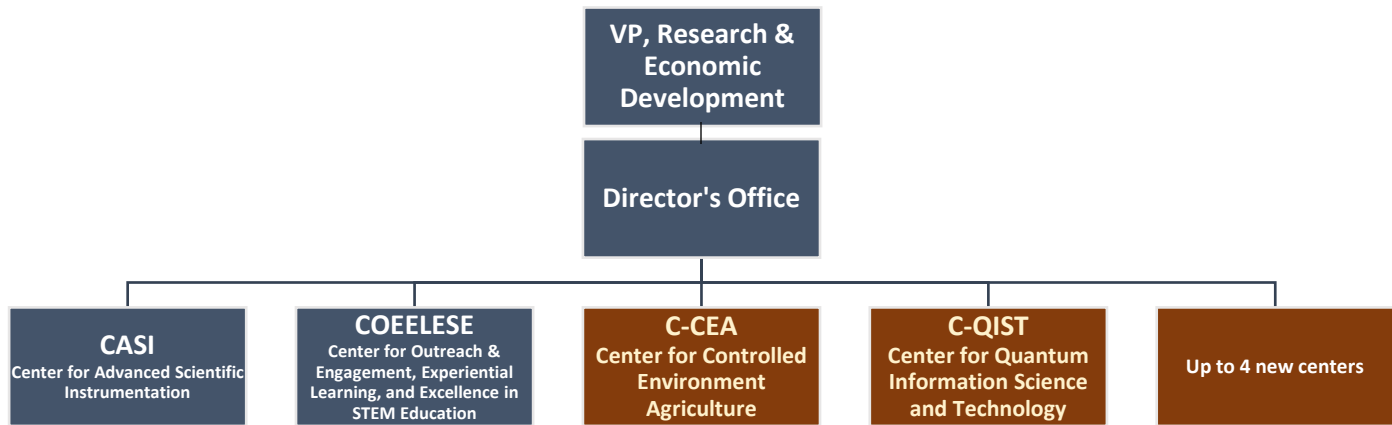 VP, Research &
Economic
Development
Director's Office
CASI
Center for Advanced Scientific
Instrumentation
COEELESE
Center for Outreach &
Engagement, Experiential
Learning, and Excellence in
STEM Education
C-CEA
Center for Controlled
Environment
Agriculture
C-QIST
Center for Quantum
Information Science
and Technology
Up to 4 new centers